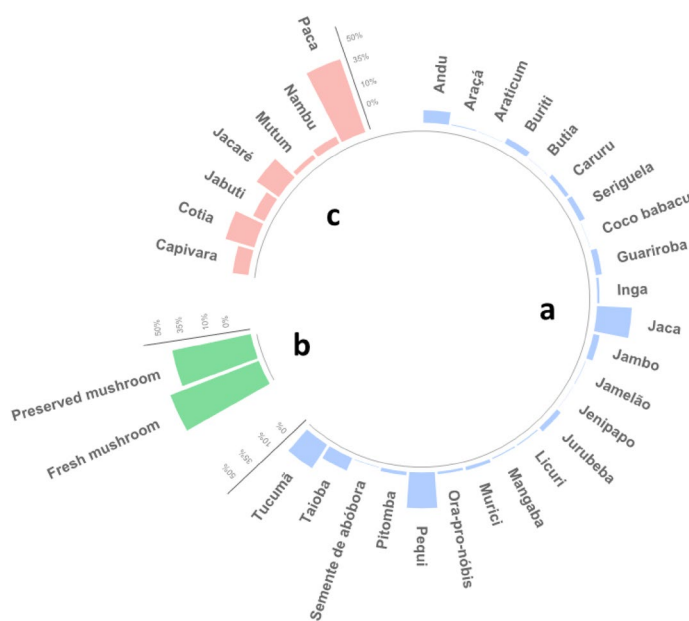 Paca
Nambu
Mutum
Jacaré
Jabuti
Cotia
Capivara
50%
35%
10%
0%
c
Andu
Araçá
Araticum
Buriti
Butia
Caruru
Seriguela
Coco babacu
Guariroba
Inga
Jaca
Jambo
Jamelão
Jenipapo
Jurubeba
Licuri
Mangaba
Murici
Ora-pro-nóbis
Pequi
Pitomba
Semente de abóbora
Taioba
Tucumã
0%
10%
35%
50%
a
50%
35%
10%
0%
b
Preserved mushroom
Fresh mushroom